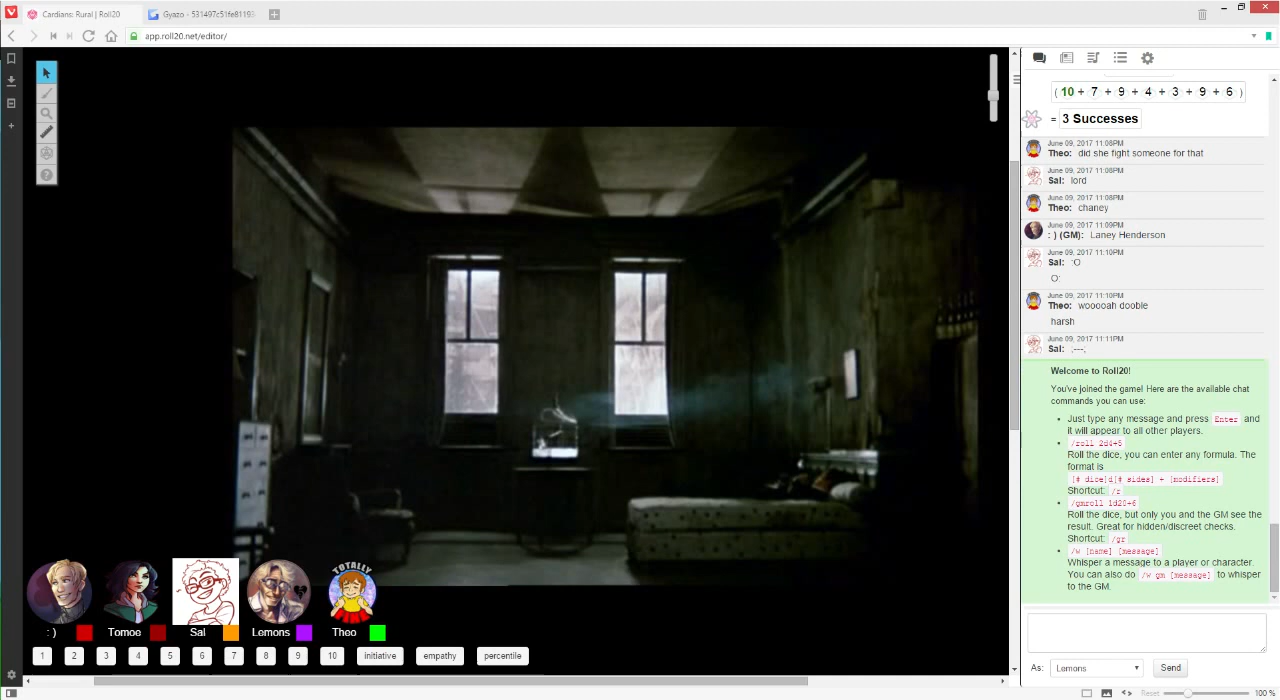 Cardians: Rural | Roll20
Gyazo - 531497c51fe81193
app.roll20.net/editor/
( 10 + 7 + 9 + 4 + 3 + 9 + 6 )
= 3 Successes
June 09, 2017 11:08PM
Theo: did she fight someone for that
June 09, 2017 11:08PM
Sal: lord
June 09, 2017 11:08PM
Theo: chaney
June 09, 2017 11:09PM
: ) (GM): Laney Henderson
June 09, 2017 11:10PM
Sal: :O
O:
June 09, 2017 11:10PM
Theo: wooooah dooble
harsh
June 09, 2017 11:11PM
Sal: ;---;
Welcome to Roll20!
You've joined the game! Here are the available chat
commands you can use:
• Just type any message and press Enter and
it will appear to all other players.
• /roll 2d4+5
Roll the dice, you can enter any formula. The
format is
[# dice]d[# sides] + [modifiers]
Shortcut: /r
• /gmroll 1d20+6
Roll the dice, but only you and the GM see the
result. Great for hidden/discreet checks.
Shortcut: /gr
• /w [name] [message]
Whisper a message to a player or character.
You can also do /w gm [message] to whisper
to the GM.
TOTALLY
: ) Tomoe Sal Lemons Theo
1 2 3 4 5 6 7 8 9 10 initiative empathy percentile
As: Lemons Send
Reset 100 %